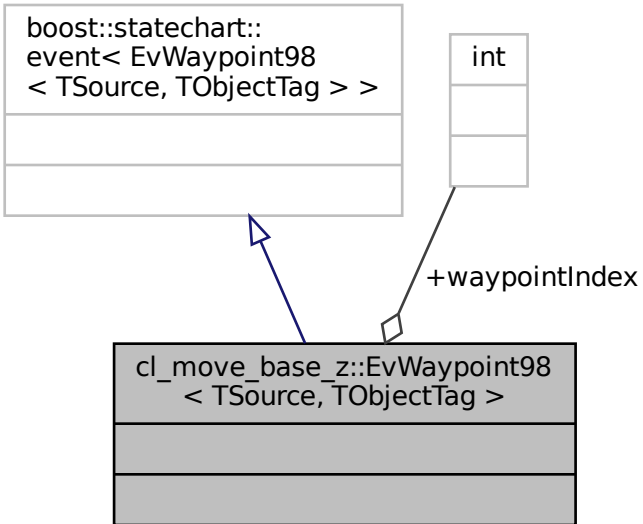 boost::statechart::
event< EvWaypoint98
< TSource, TObjectTag > >
int
+waypointIndex
cl_move_base_z::EvWaypoint98
< TSource, TObjectTag >